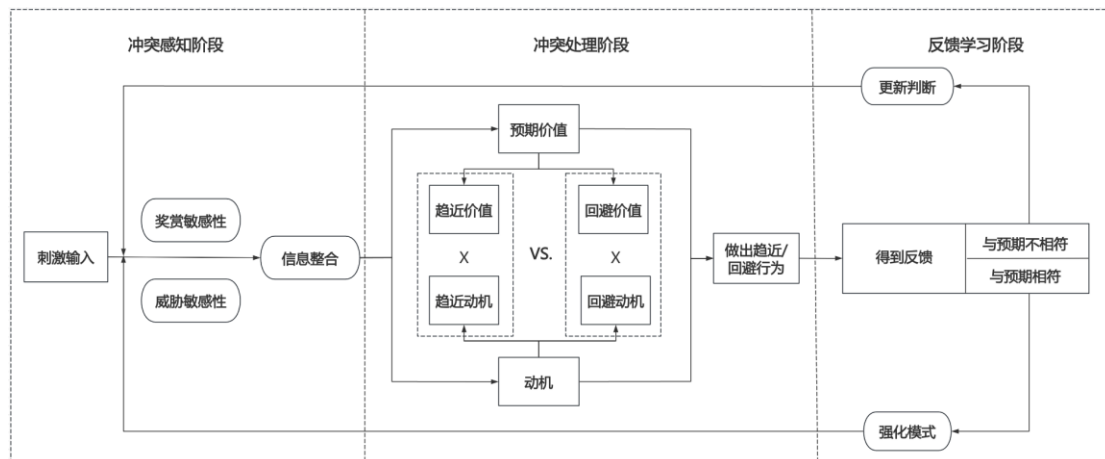 冲突感知阶段
冲突处理阶段
反馈学习阶段
更新判断
预期价值
奖赏敏感性
趋近价值
回避价值
刺激输入
信息整合
X
VS.
X
做出趋近/
回避行为
得到反馈
与预期不相符
与预期相符
威胁敏感性
趋近动机
回避动机
动机
强化模式